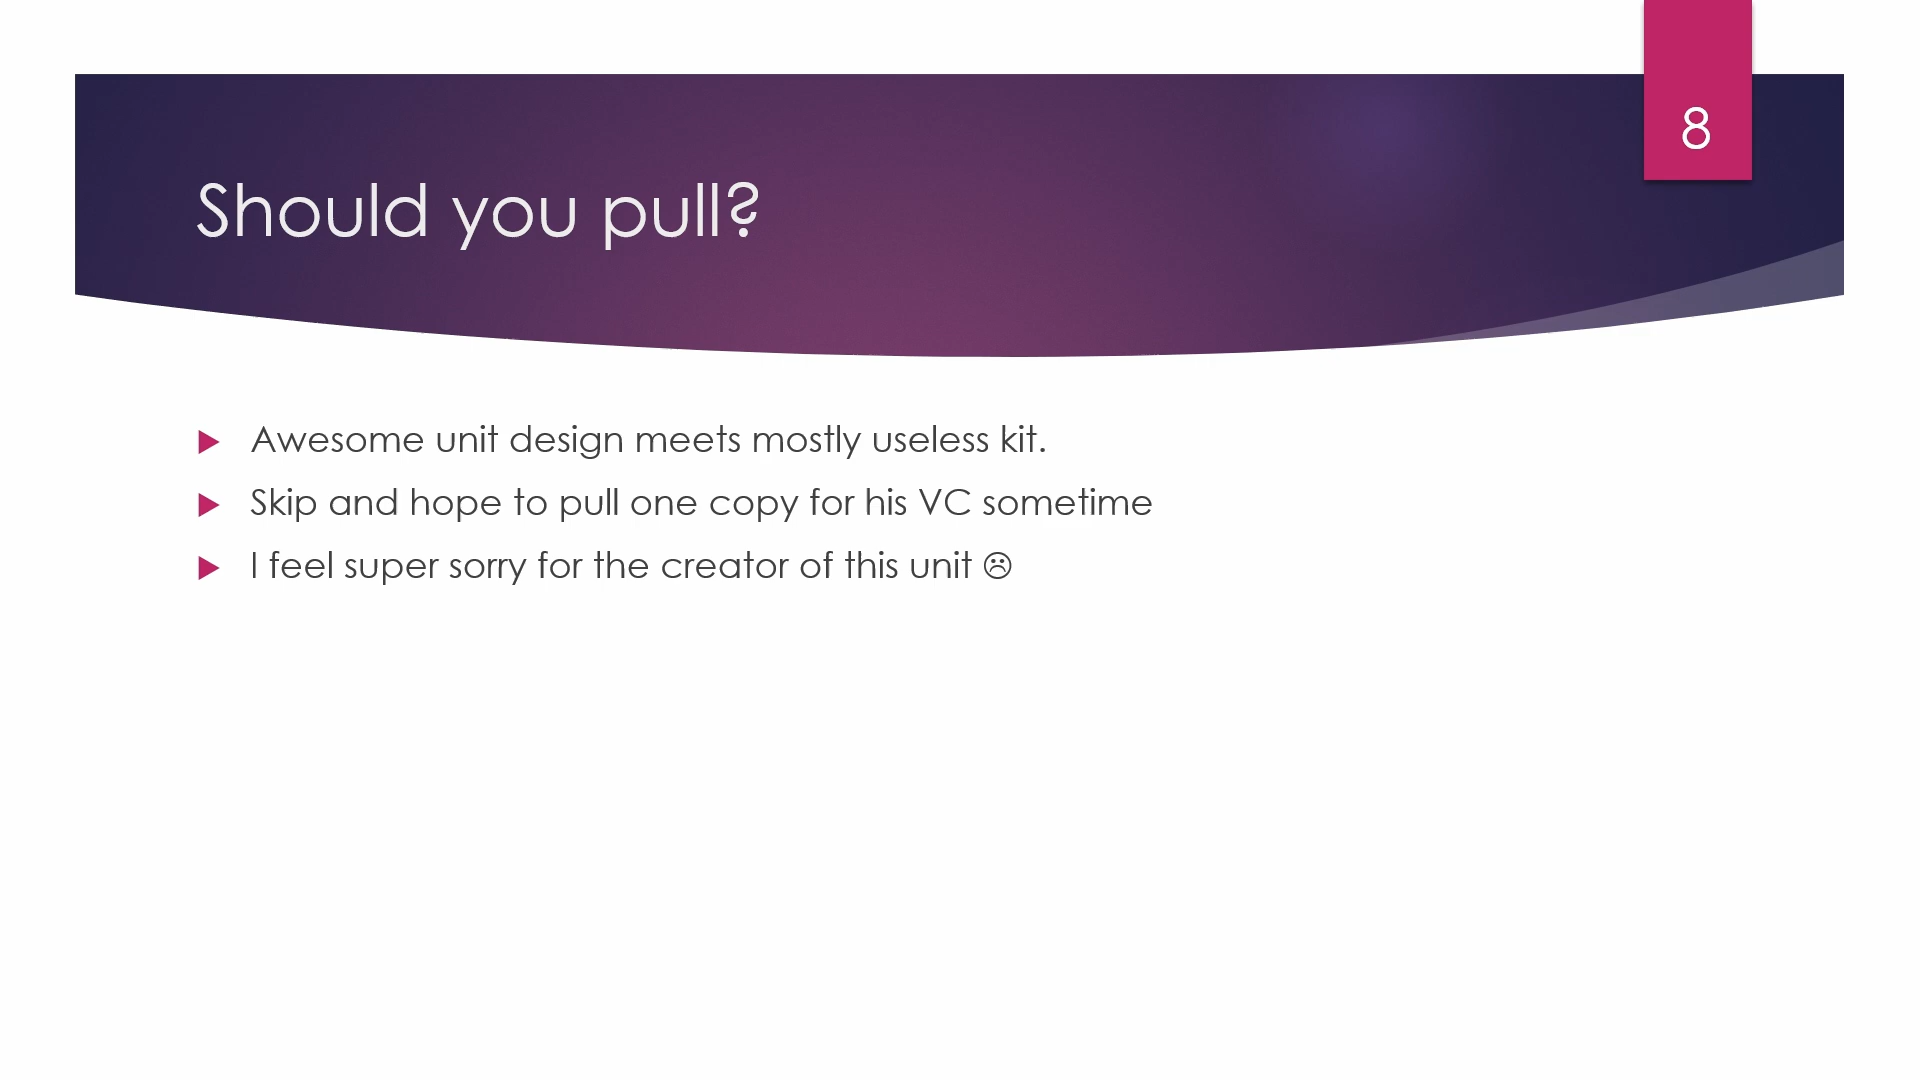 8
Should you pull?
Awesome unit design meets mostly useless kit.
Skip and hope to pull one copy for his VC sometime
I feel super sorry for the creator of this unit ☹